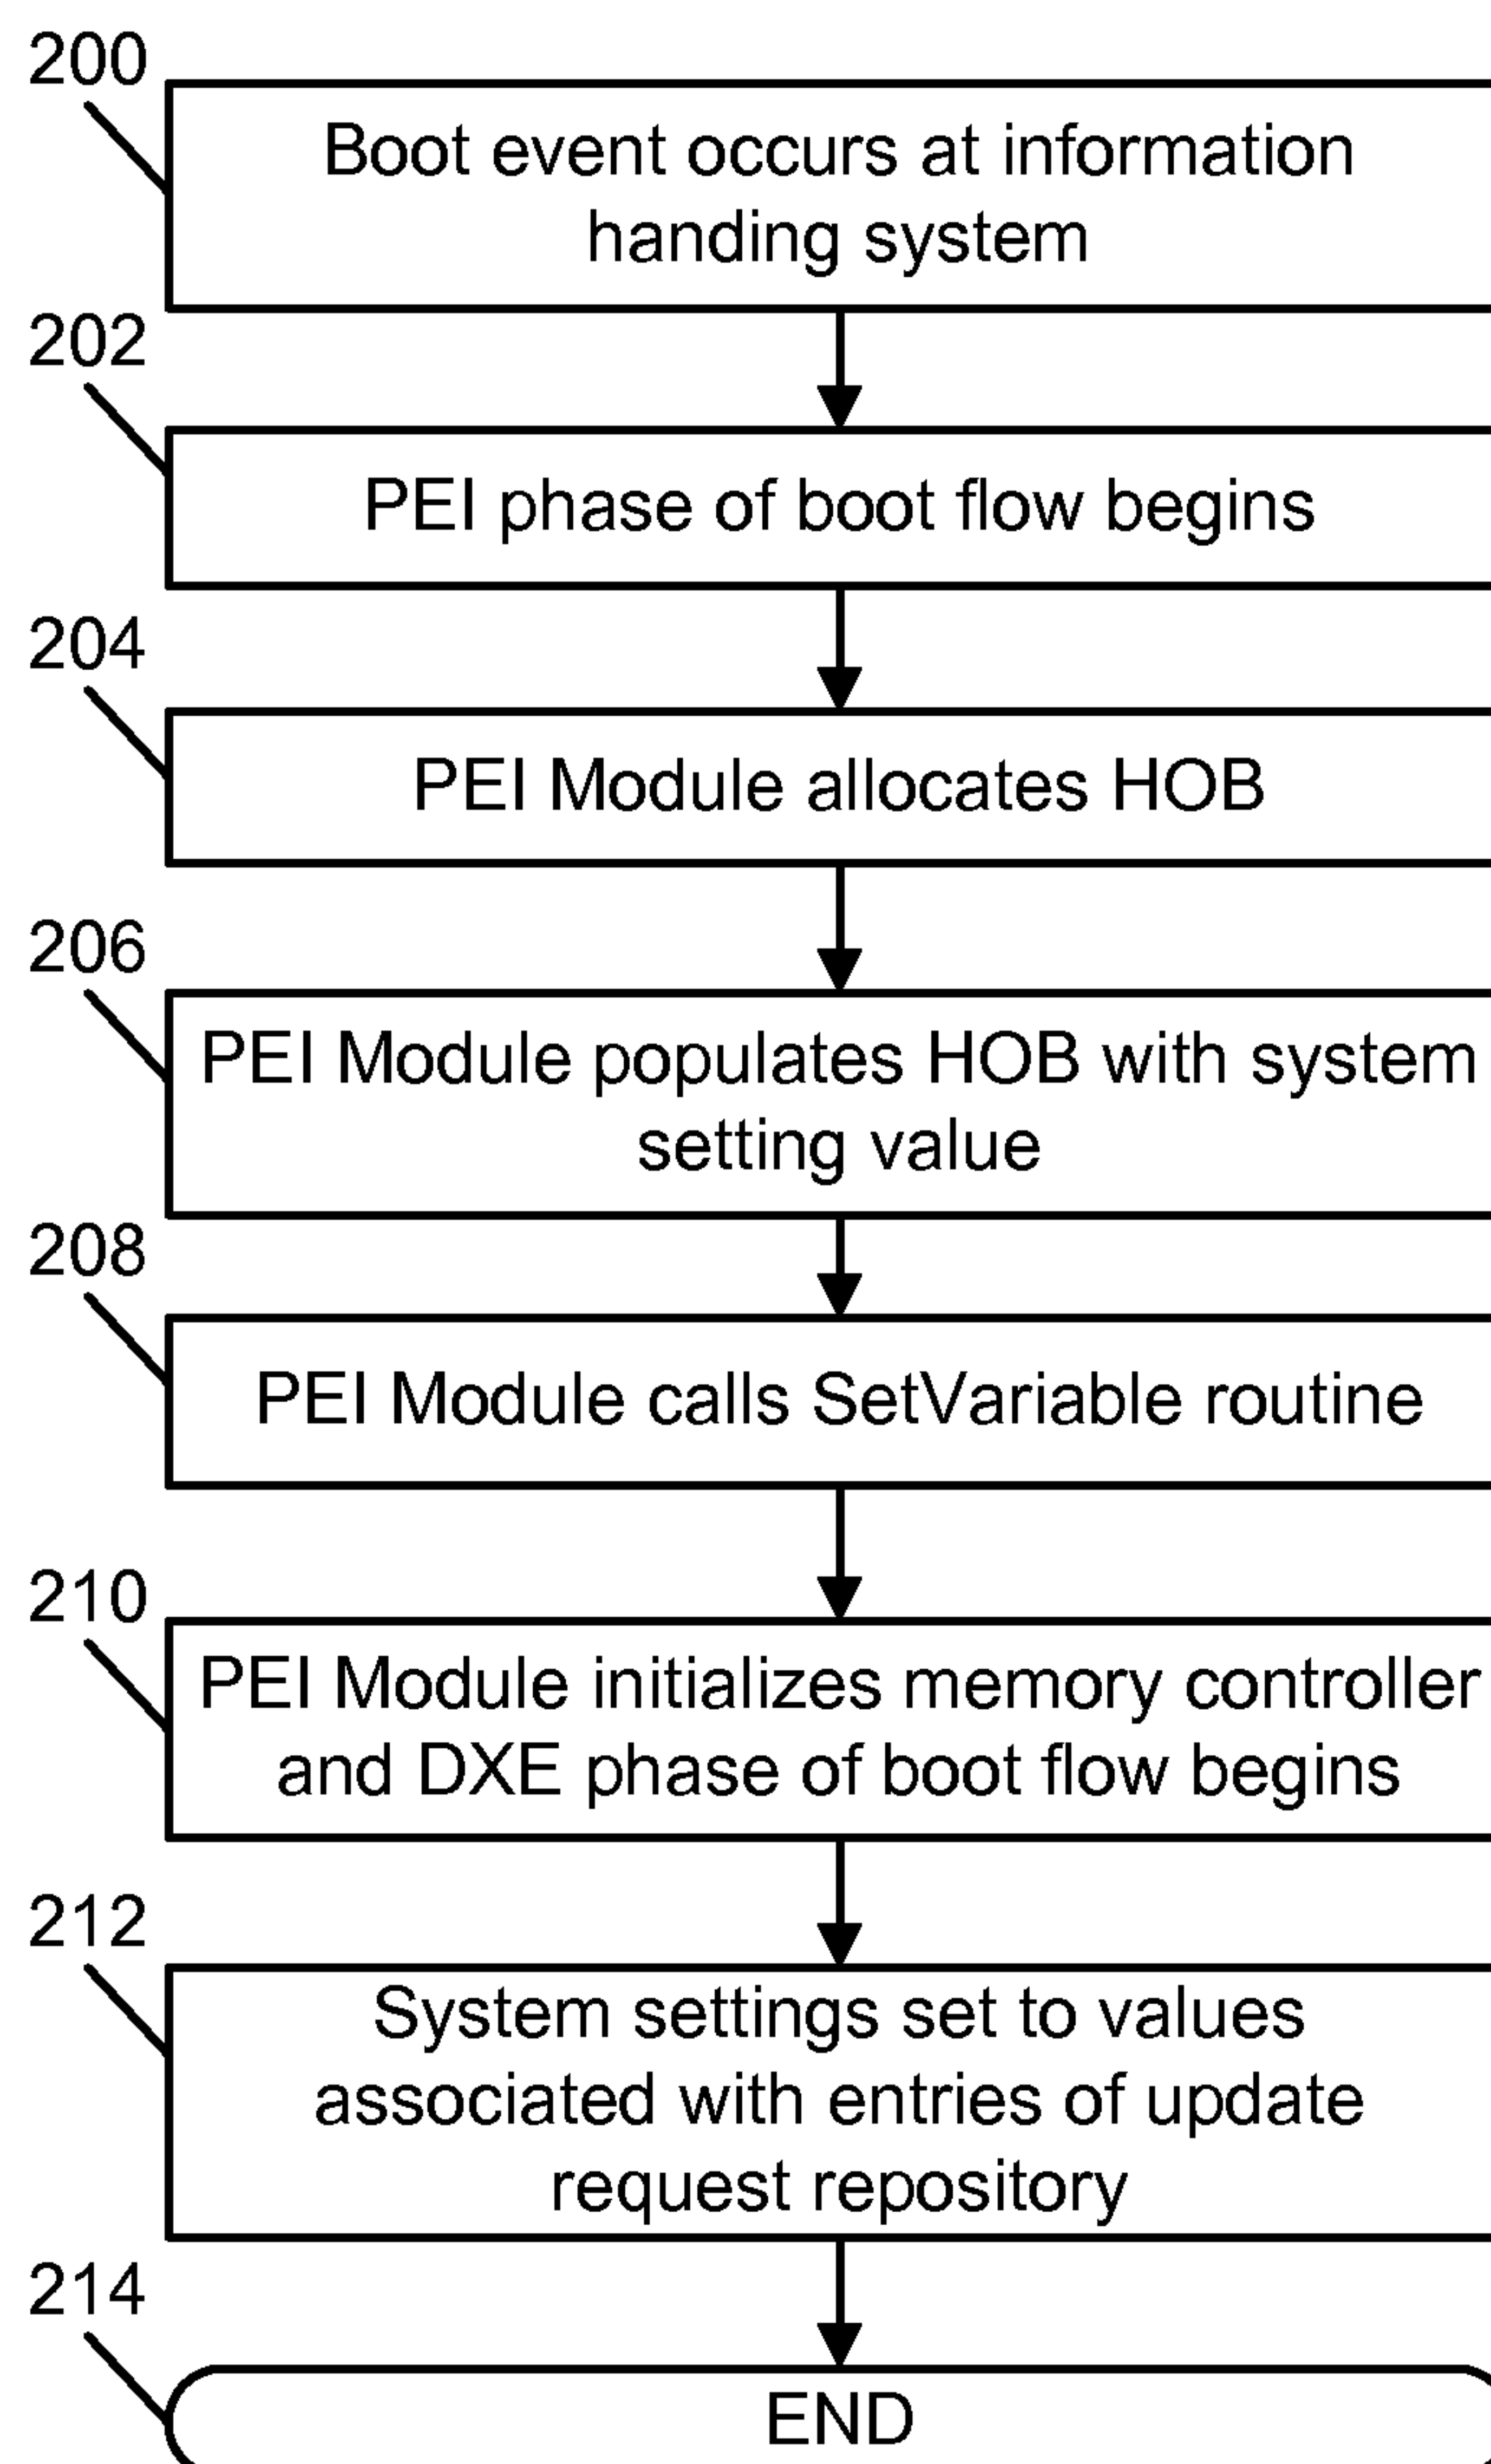 200
Boot event occurs at information
handing system
202
PEI phase of boot flow begins
204
PEI Module allocates HOB
206
PEI Module populates HOB with system
setting value
208
PEI Module calls SetVariable routine
210
PEI Module initializes memory controller
and DXE phase of boot flow begins
212
System settings set to values
associated with entries of update
request repository
214
END